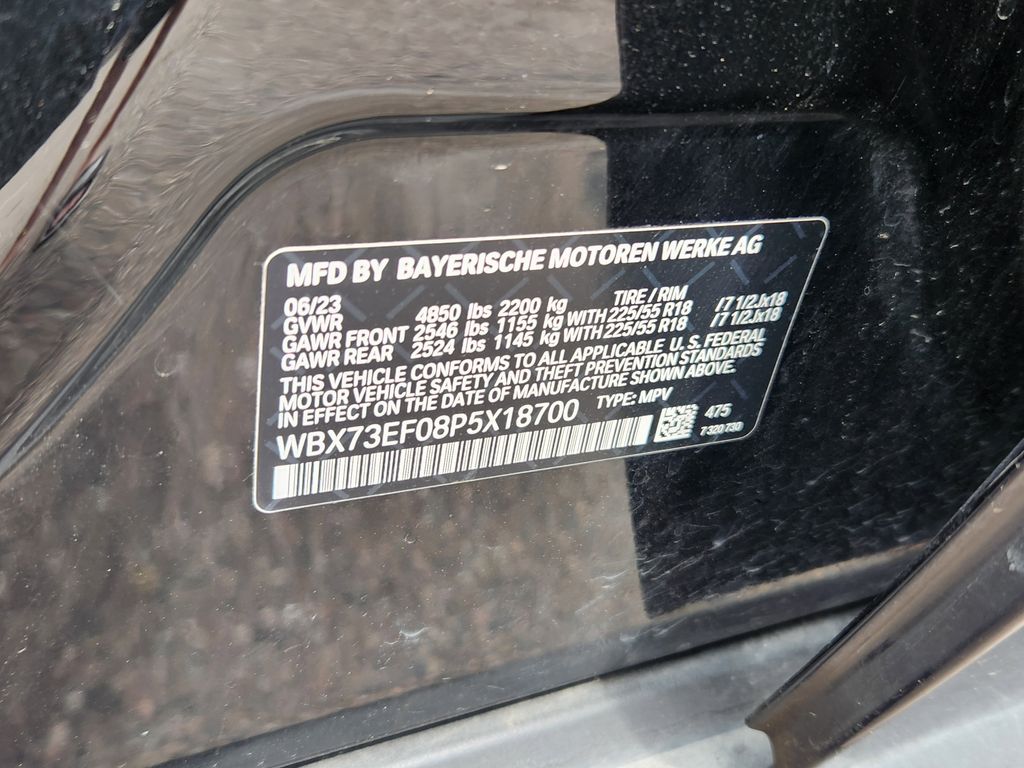 MFD BY BAYERISCHE MOTOREN WERKE AG
06/23 TIRE / RIM
GVWR 4850 lbs 2200 kg
GAWR FRONT 2546 lbs 1155 kg WITH 225/55 R18 /7 1/2Jx18
GAWR REAR 2524 lbs 1145 kg WITH 225/55 R18 /7 1/2Jx18
THIS VEHICLE CONFORMS TO ALL APPLICABLE U.S. FEDERAL
MOTOR VEHICLE SAFETY AND THEFT PREVENTION STANDARDS
IN EFFECT ON THE DATE OF MANUFACTURE SHOWN ABOVE.
WBX73EF08P5X18700 TYPE: MPV
475
7 320 730